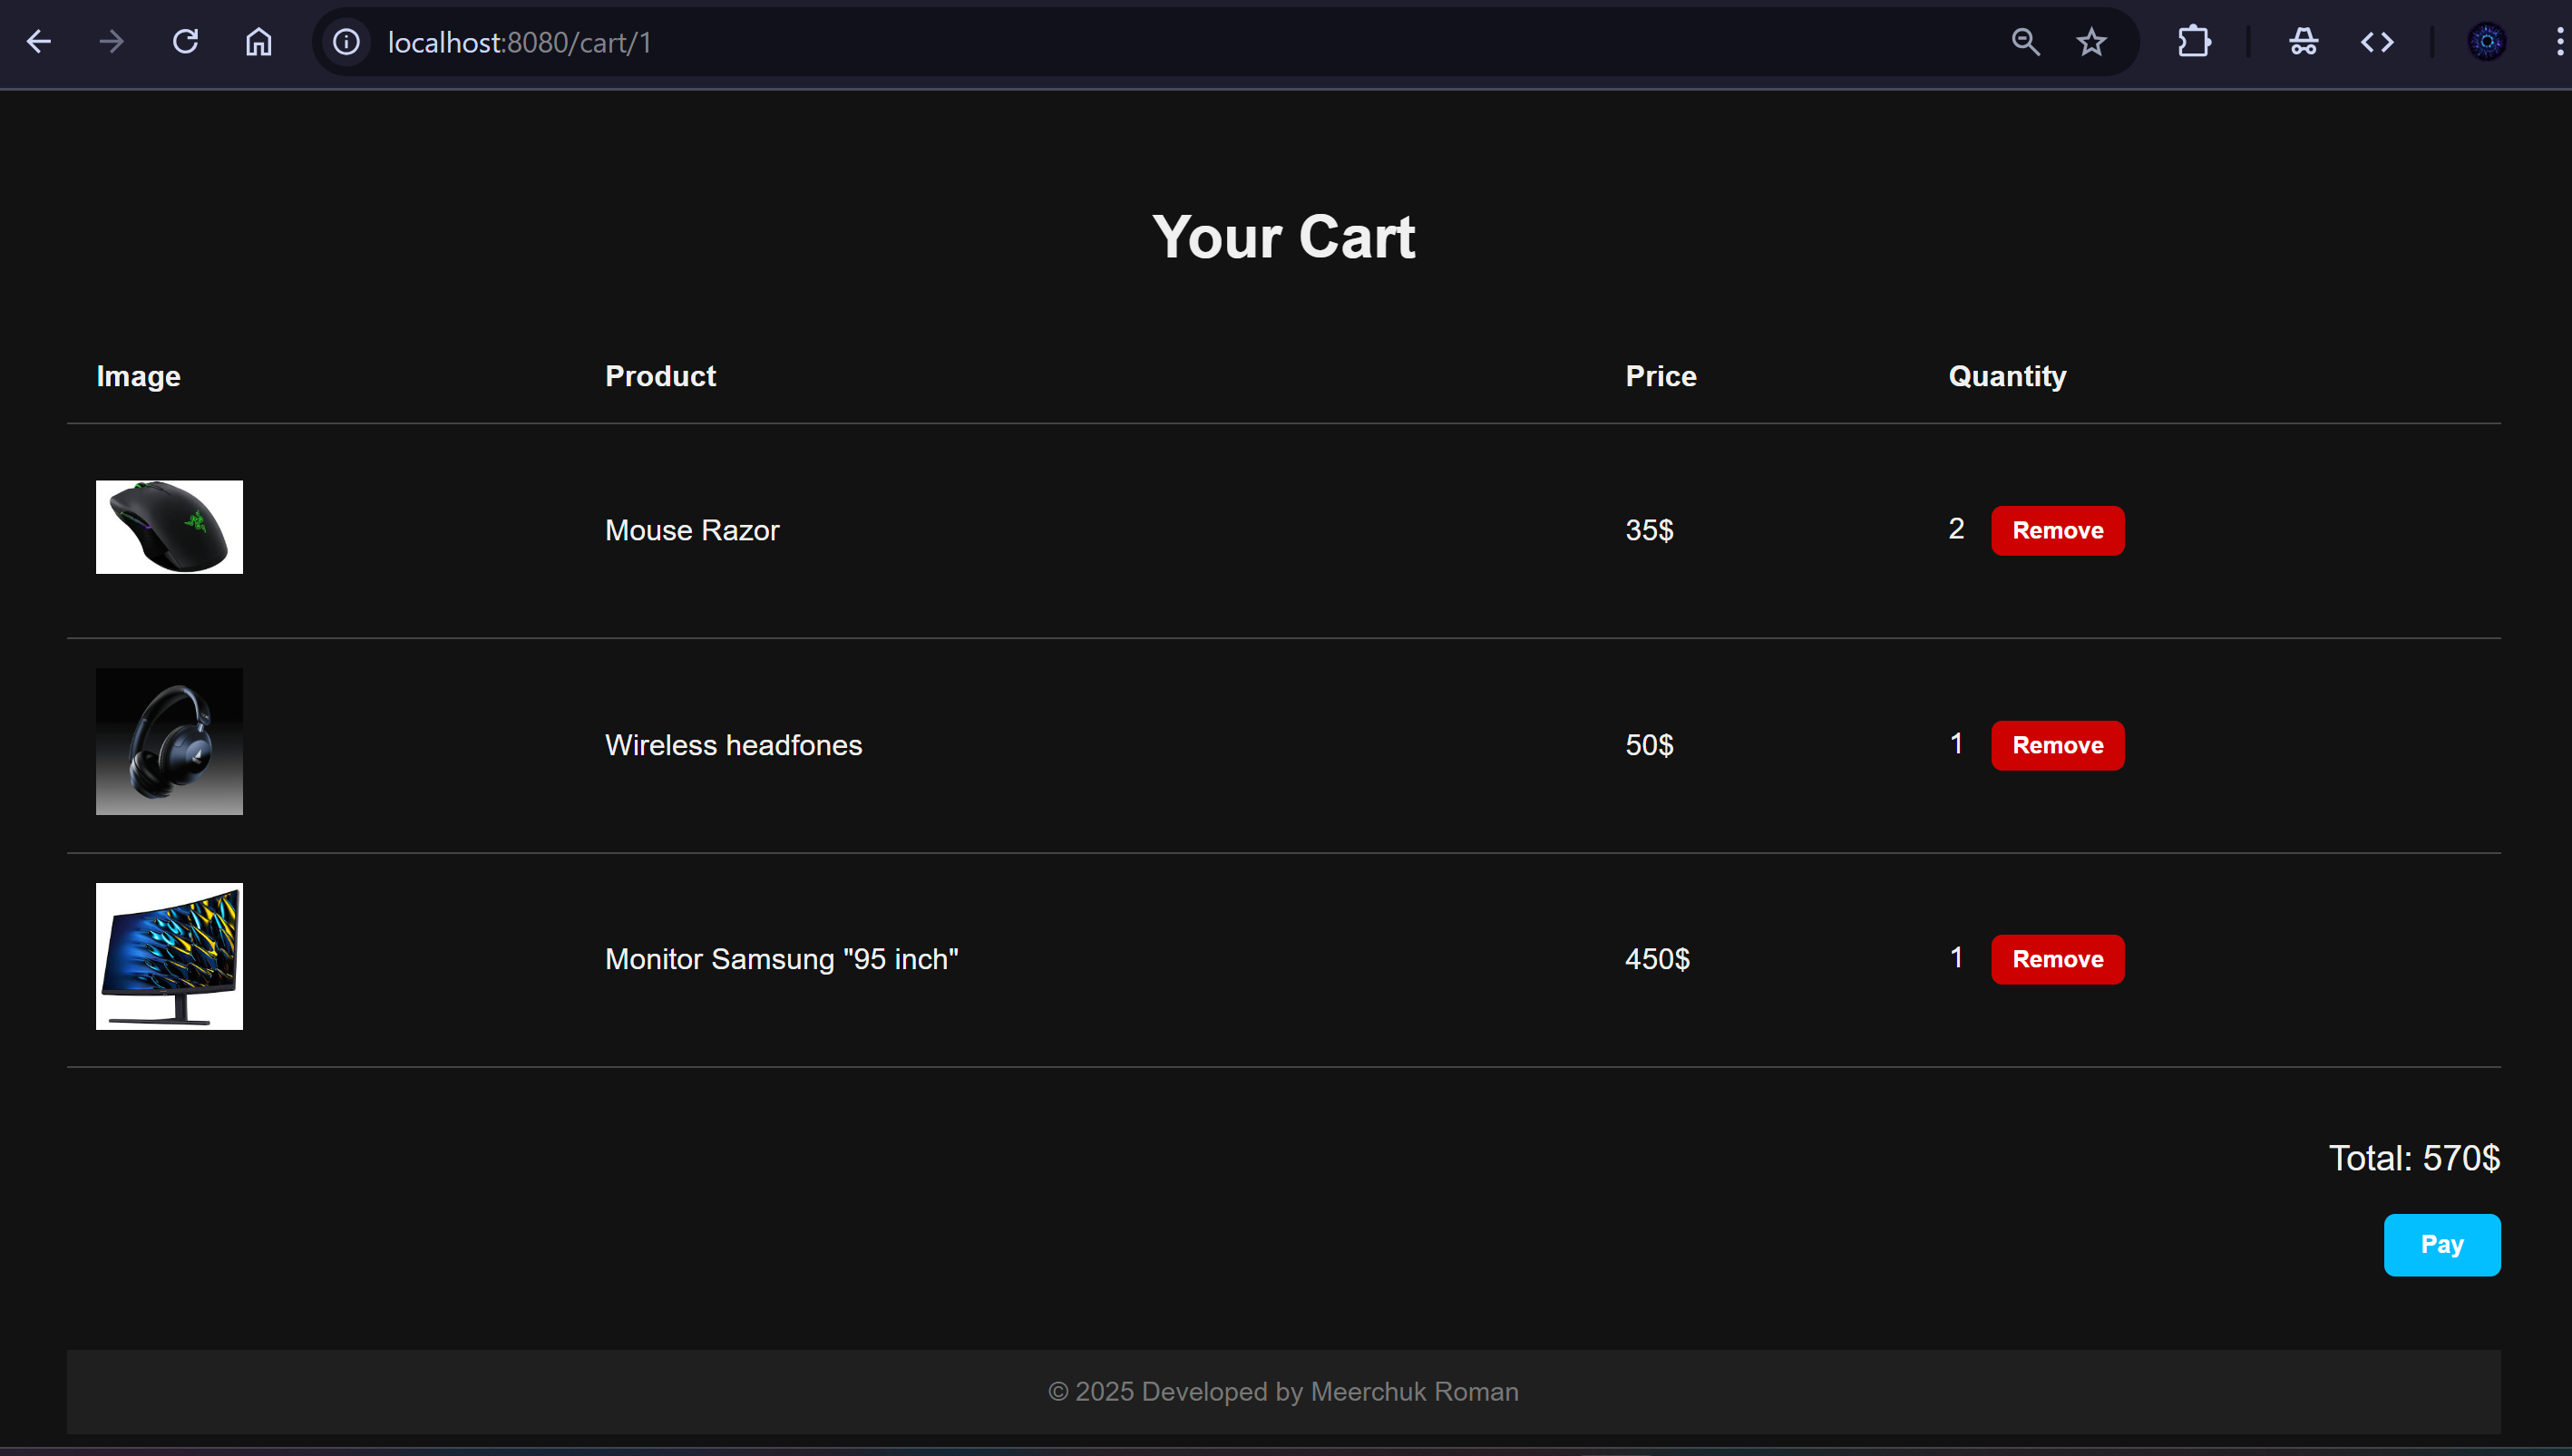 localhost:8080/cart/1
Your Cart
Image Product Price Quantity
Mouse Razor 35$ 2 Remove
Wireless headfones 50$ 1 Remove
Monitor Samsung "95 inch" 450$ 1 Remove
Total: 570$
Pay
© 2025 Developed by Meerchuk Roman